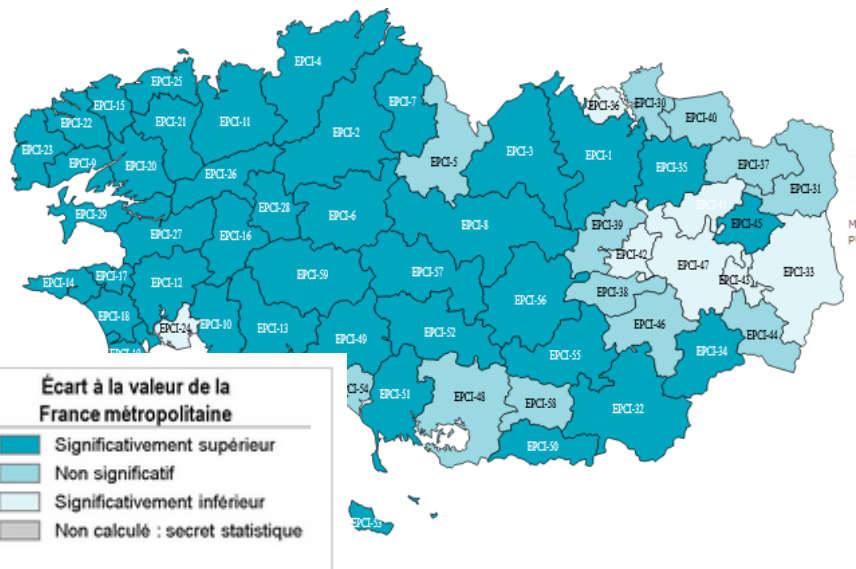 EPCI-4
EPCI-25
EPCI-15
EPCI-7
EPCI-36
EPCI-30
EPCI-22
EPCI-21
EPCI-11
EPCI-2
EPCI-40
EPCI-23
EPCI-9
EPCI-20
EPCI-5
EPCI-3
EPCI-1
EPCI-35
EPCI-37
EPCI-26
EPCI-31
EPCI-29
EPCI-28
EPCI-6
EPCI-41
EPCI-27
EPCI-16
EPCI-8
EPCI-39
EPCI-45
EPCI-42
EPCI-47
EPCI-33
EPCI-14
EPCI-17
EPCI-12
EPCI-59
EPCI-57
EPCI-43
EPCI-38
EPCI-56
EPCI-18
EPCI-24
EPCI-10
EPCI-13
EPCI-49
EPCI-52
EPCI-46
EPCI-44
EPCI-55
EPCI-34
EPCI-51
EPCI-48
EPCI-58
EPCI-32
EPCI-50
EPCI-53
Écart à la valeur de la
France métropolitaine
Significativement supérieur
Non significatif
Significativement inférieur
Non calculé : secret statistique